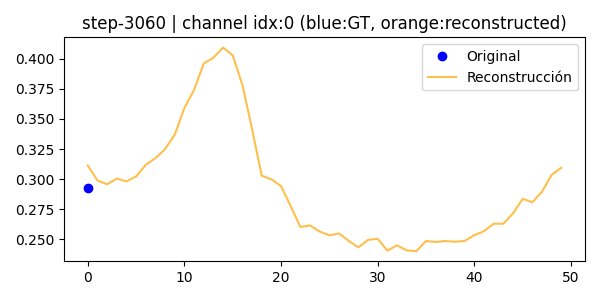 step-3060 | channel idx:0 (blue:GT, orange:reconstructed)
Original
Reconstrucción
0.400
0.375
0.350
0.325
0.300
0.275
0.250
0 10 20 30 40 50